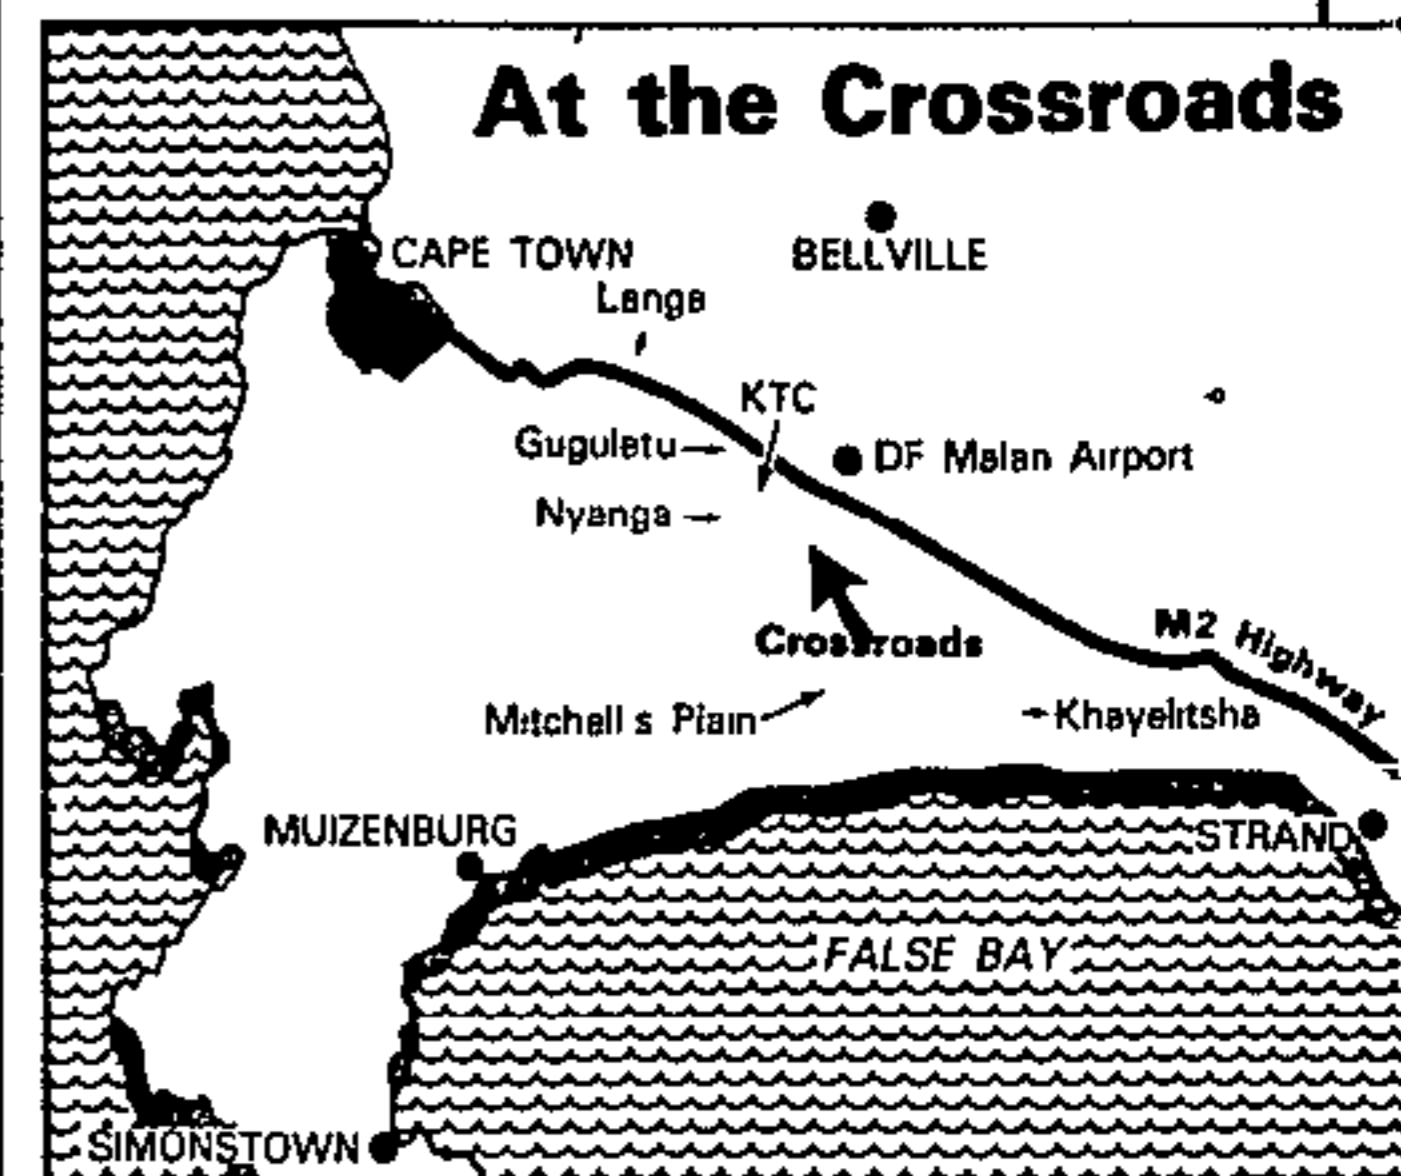 At the Crossroads
BELLVILLE
CAPE TOWN
Langa
KTC
Guguletu
DF Malan Airport
Nyanga
Crossroads
M2 Highway
Mitchell s Plain
Khayelitsha
MUIZENBURG
STRAND
FALSE BAY
SIMONSTOWN